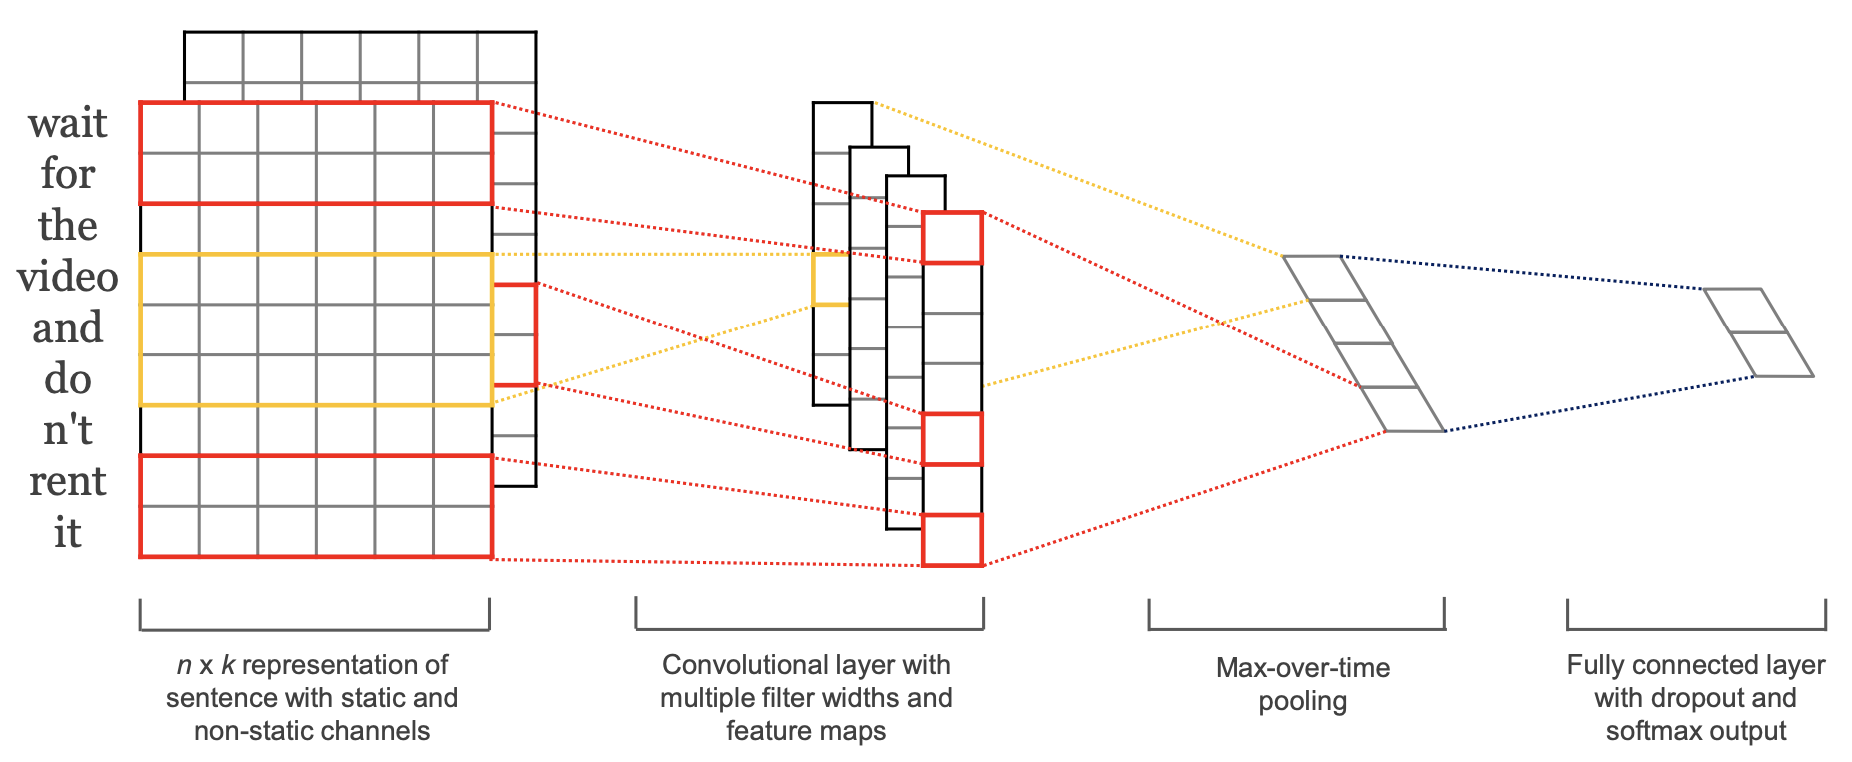 wait
for
the
video
and
do
n't
rent
it
n x k representation of
sentence with static and
non-static channels
Convolutional layer with
multiple filter widths and
feature maps
Max-over-time
pooling
Fully connected layer
with dropout and
softmax output